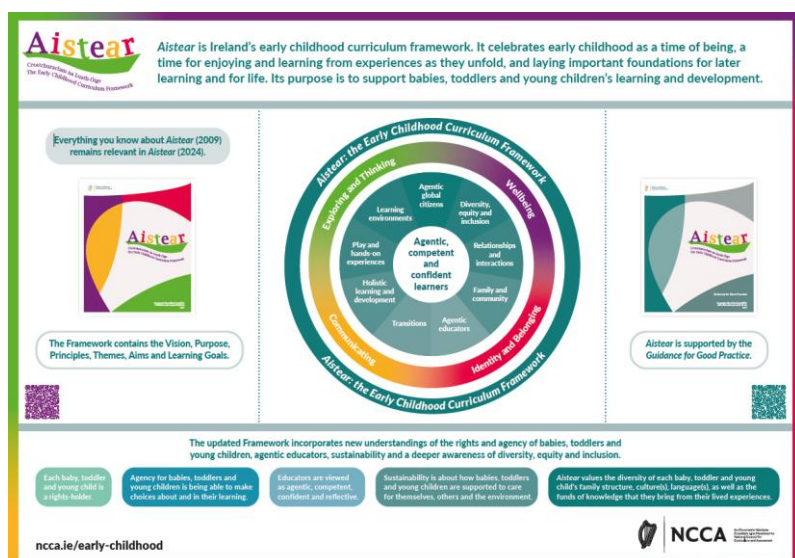 Aistear
Creatchuraclam na Luath-Óige
The Early Childhood Curriculum Framework
Aistear is Ireland's early childhood curriculum framework. It celebrates early childhood as a time of being, a
time for enjoying and learning from experiences as they unfold, and laying important foundations for later
learning and for life. Its purpose is to support babies, toddlers and young children's learning and development.
Everything you know about Aistear (2009)
remains relevant in Aistear (2024).
Aistear
The Framework contains the Vision, Purpose,
Principles, Themes, Aims and Learning Goals.
Aistear: the Early Childhood Curriculum Framework
Exploring and Thinking
Wellbeing
Identity and Belonging
Communicating
Agentic
global
citizens
Diversity,
equity and
inclusion
Relationships
and
interactions
Family and
community
Agentic
educators
Transitions
Holistic
learning and
development
Play and
hands-on
experiences
Learning
environments
Agentic,
competent
and
confident
learners
Aistear: the Early Childhood Curriculum Framework
Aistear
Aistear is supported by the
Guidance for Good Practice.
The updated Framework incorporates new understandings of the rights and agency of babies, toddlers and
young children, agentic educators, sustainability and a deeper awareness of diversity, equity and inclusion.
Each baby, toddler
and young child is
a rights-holder.
Agency for babies, toddlers and
young children is being able to make
choices about and in their learning.
Educators are viewed
as agentic, competent,
confident and reflective.
Sustainability is about how babies, toddlers
and young children are supported to care
for themselves, others and the environment.
Aistear values the diversity of each baby, toddler and young
child's family structure, culture(s), language(s), as well as the
funds of knowledge that they bring from their lived experiences.
ncca.ie/early-childhood
NCCA